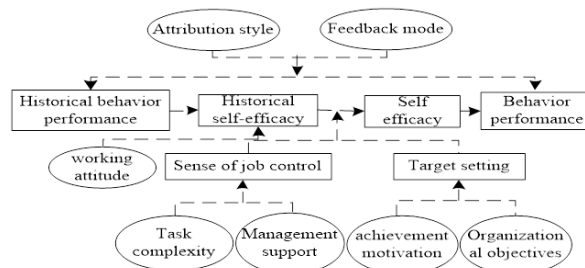 Attribution style
Feedback mode
Historical behavior
performance
Historical
self-efficacy
Self
efficacy
Behavior
performance
working
attitude
Sense of job control
Target setting
Task
complexity
Management
support
achievement
motivation
Organization
al objectives